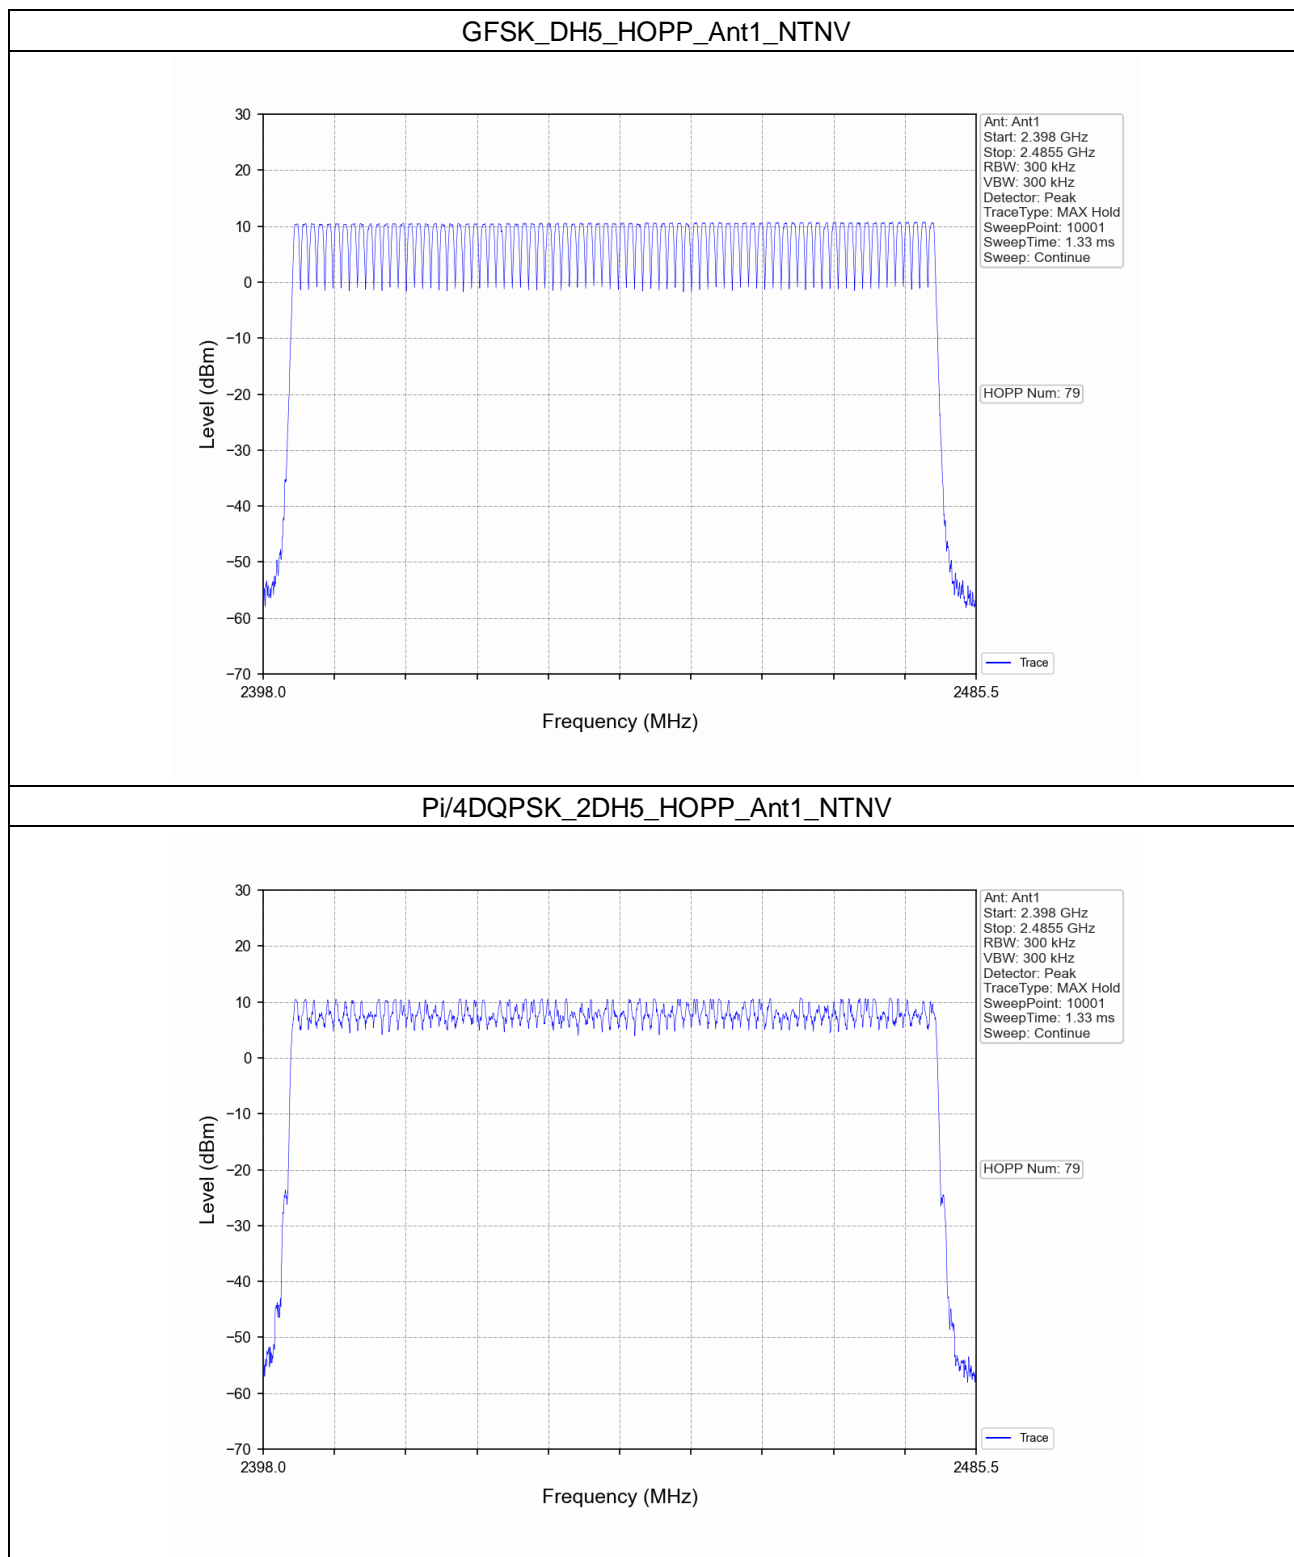 GFSK_DH5_HOPP_Ant1_NTNV
30
20
10
0
−10
−20
−30
−40
−50
−60
−70
Level (dBm)
2398.0
2485.5
Frequency (MHz)
Ant: Ant1
Start: 2.398 GHz
Stop: 2.4855 GHz
RBW: 300 kHz
VBW: 300 kHz
Detector: Peak
TraceType: MAX Hold
SweepPoint: 10001
SweepTime: 1.33 ms
Sweep: Continue
HOPP Num: 79
Trace
Pi/4DQPSK_2DH5_HOPP_Ant1_NTNV
30
20
10
0
−10
−20
−30
−40
−50
−60
−70
Level (dBm)
2398.0
2485.5
Frequency (MHz)
Ant: Ant1
Start: 2.398 GHz
Stop: 2.4855 GHz
RBW: 300 kHz
VBW: 300 kHz
Detector: Peak
TraceType: MAX Hold
SweepPoint: 10001
SweepTime: 1.33 ms
Sweep: Continue
HOPP Num: 79
Trace